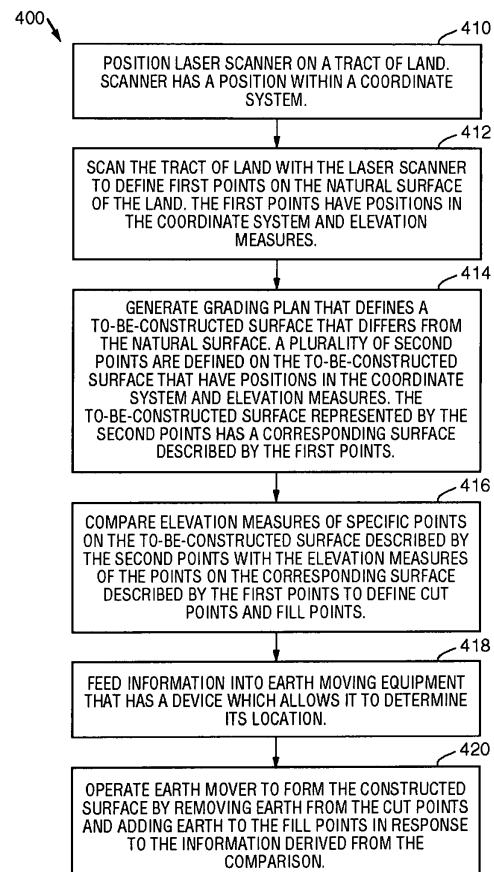 400
410
POSITION LASER SCANNER ON A TRACT OF LAND.
SCANNER HAS A POSITION WITHIN A COORDINATE
SYSTEM.
412
SCAN THE TRACT OF LAND WITH THE LASER SCANNER
TO DEFINE FIRST POINTS ON THE NATURAL SURFACE
OF THE LAND. THE FIRST POINTS HAVE POSITIONS IN
THE COORDINATE SYSTEM AND ELEVATION
MEASURES.
414
GENERATE GRADING PLAN THAT DEFINES A
TO-BE-CONSTRUCTED SURFACE THAT DIFFERS FROM
THE NATURAL SURFACE. A PLURALITY OF SECOND
POINTS ARE DEFINED ON THE TO-BE-CONSTRUCTED
SURFACE THAT HAVE POSITIONS IN THE COORDINATE
SYSTEM AND ELEVATION MEASURES. THE
TO-BE-CONSTRUCTED SURFACE REPRESENTED BY THE
SECOND POINTS HAS A CORRESPONDING SURFACE
DESCRIBED BY THE FIRST POINTS.
416
COMPARE ELEVATION MEASURES OF SPECIFIC POINTS
ON THE TO-BE-CONSTRUCTED SURFACE DESCRIBED BY
THE SECOND POINTS WITH THE ELEVATION MEASURES
OF THE POINTS ON THE CORRESPONDING SURFACE
DESCRIBED BY THE FIRST POINTS TO DEFINE CUT
POINTS AND FILL POINTS.
418
FEED INFORMATION INTO EARTH MOVING EQUIPMENT
THAT HAS A DEVICE WHICH ALLOWS IT TO DETERMINE
ITS LOCATION.
420
OPERATE EARTH MOVER TO FORM THE CONSTRUCTED
SURFACE BY REMOVING EARTH FROM THE CUT POINTS
AND ADDING EARTH TO THE FILL POINTS IN RESPONSE
TO THE INFORMATION DERIVED FROM THE
COMPARISON.